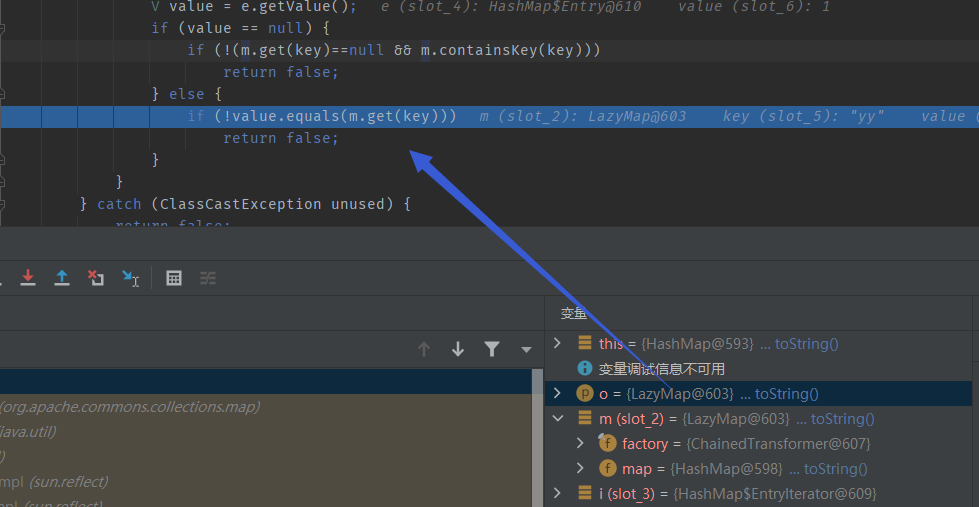 V value = e.getValue(); e (slot_4): HashMap$Entry@610 value (slot_6): 1
if (value == null) {
if (!(m.get(key)==null && m.containsKey(key)))
return false;
} else {
if (!value.equals(m.get(key))) m (slot_2): LazyMap@603 key (slot_5): "yy" value (
return false;
}
}
} catch (ClassCastException unused) {
return false;
变量
this = {HashMap@593} ... toString()
变量调试信息不可用
o = {LazyMap@603} ... toString()
(org.apache.commons.collections.map)
m (slot_2) = {LazyMap@603} ... toString()
java.util)
factory = {ChainedTransformer@607}
)
map = {HashMap@598} ... toString()
mpl (sun.reflect)
i (slot_3) = {HashMap$EntryIterator@609}
mpl (sun.reflect)